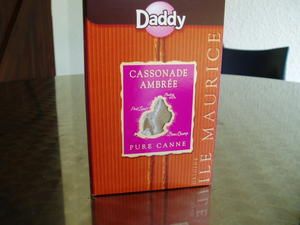 Daddy
CASSONADE
AMBRÉE
PURE CANNE
ÎLE MAURICE